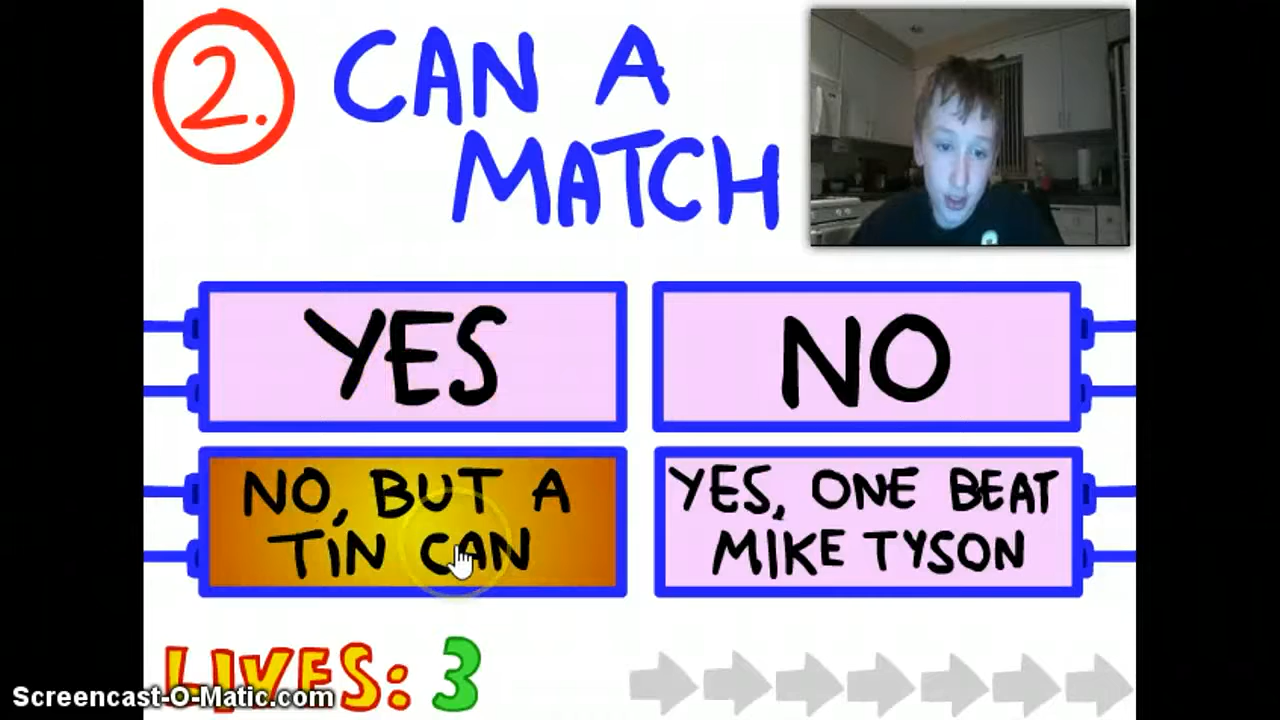 2.
CAN A
MATCH
YES
NO
NO, BUT A
TIN CAN
YES, ONE BEAT
MIKE TYSON
LIVES: 3
Screencast-O-Matic.com